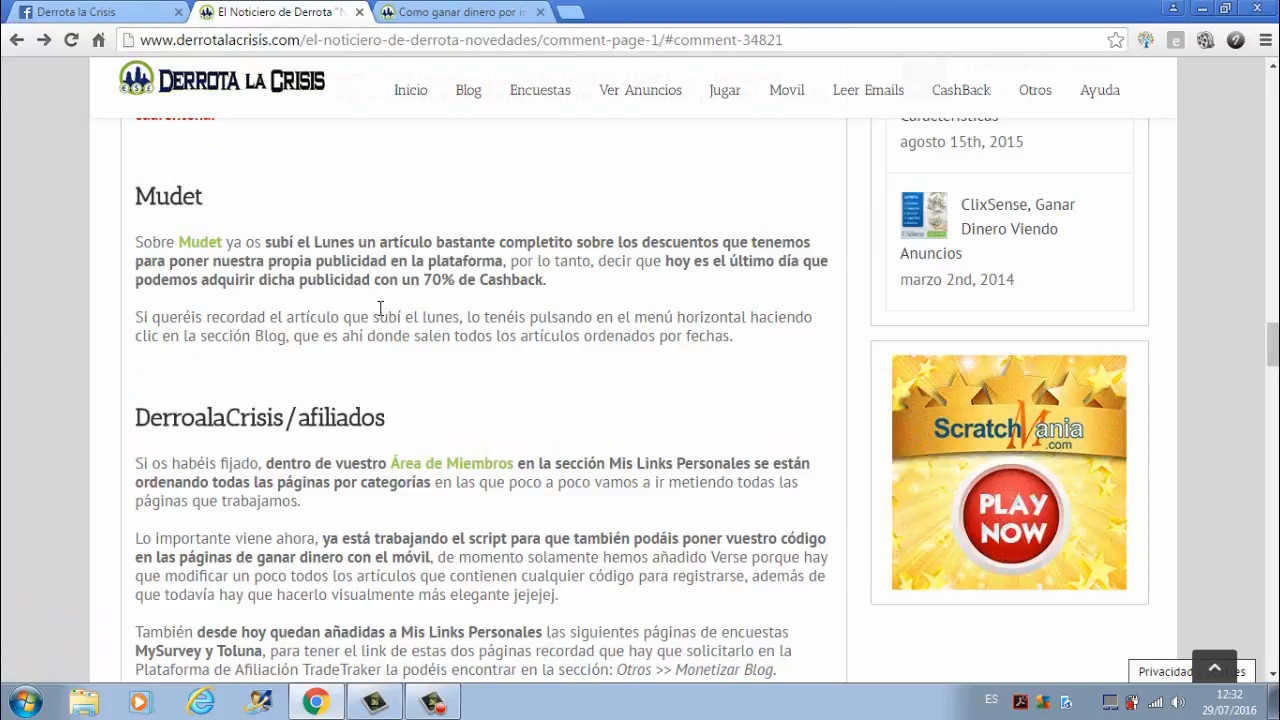 Derrota la Crisis
El Noticiero de Derrota "N
Como ganar dinero por in
www.derrotalacrisis.com/el-noticiero-de-derrota-novedades/comment-page-1/#comment-34821
DERROTA LA CRISIS
Inicio Blog Encuestas Ver Anuncios Jugar Movil Leer Emails CashBack Otros Ayuda
cuarentena.
Mudet
Sobre Mudet ya os subí el Lunes un artículo bastante completito sobre los descuentos que tenemos
para poner nuestra propia publicidad en la plataforma, por lo tanto, decir que hoy es el último día que
podemos adquirir dicha publicidad con un 70% de Cashback.
Si queréis recordad el artículo que subí el lunes, lo tenéis pulsando en el menú horizontal haciendo
clic en la sección Blog, que es ahí donde salen todos los artículos ordenados por fechas.
DerroalaCrisis/afiliados
Si os habéis fijado, dentro de vuestro Área de Miembros en la sección Mis Links Personales se están
ordenando todas las páginas por categorías en las que poco a poco vamos a ir metiendo todas las
páginas que trabajamos.
Lo importante viene ahora, ya está trabajando el script para que también podáis poner vuestro código
en las páginas de ganar dinero con el móvil, de momento solamente hemos añadido Verse porque hay
que modificar un poco todos los artículos que contienen cualquier código para registrarse, además de
que todavía hay que hacerlo visualmente más elegante jejejej.
También desde hoy quedan añadidas a Mis Links Personales las siguientes páginas de encuestas
MySurvey y Toluna, para tener el link de estas dos páginas recordad que hay que solicitarlo en la
Plataforma de Afiliación TradeTraker la podéis encontrar en la sección: Otros >> Monetizar Blog.
Características
agosto 15th, 2015
ClixSense, Ganar
Dinero Viendo
Anuncios
marzo 2nd, 2014
ScratchMania
.com
PLAY
NOW
Privacidad y Cookies
ES
12:32
29/07/2016